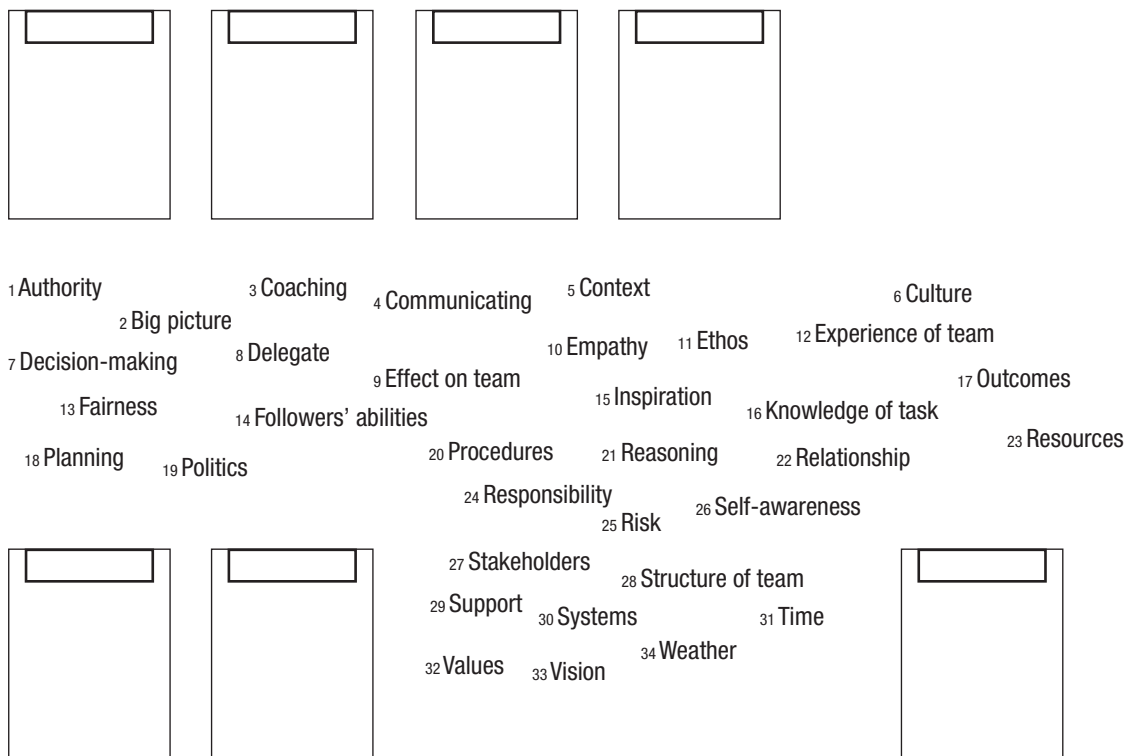 1 Authority
2 Big picture
3 Coaching
4 Communicating
5 Context
6 Culture
7 Decision-making
8 Delegate
9 Effect on team
10 Empathy
11 Ethos
12 Experience of team
13 Fairness
14 Followers’ abilities
15 Inspiration
16 Knowledge of task
17 Outcomes
18 Planning
19 Politics
20 Procedures
21 Reasoning
22 Relationship
23 Resources
24 Responsibility
25 Risk
26 Self-awareness
27 Stakeholders
28 Structure of team
29 Support
30 Systems
31 Time
32 Values
33 Vision
34 Weather